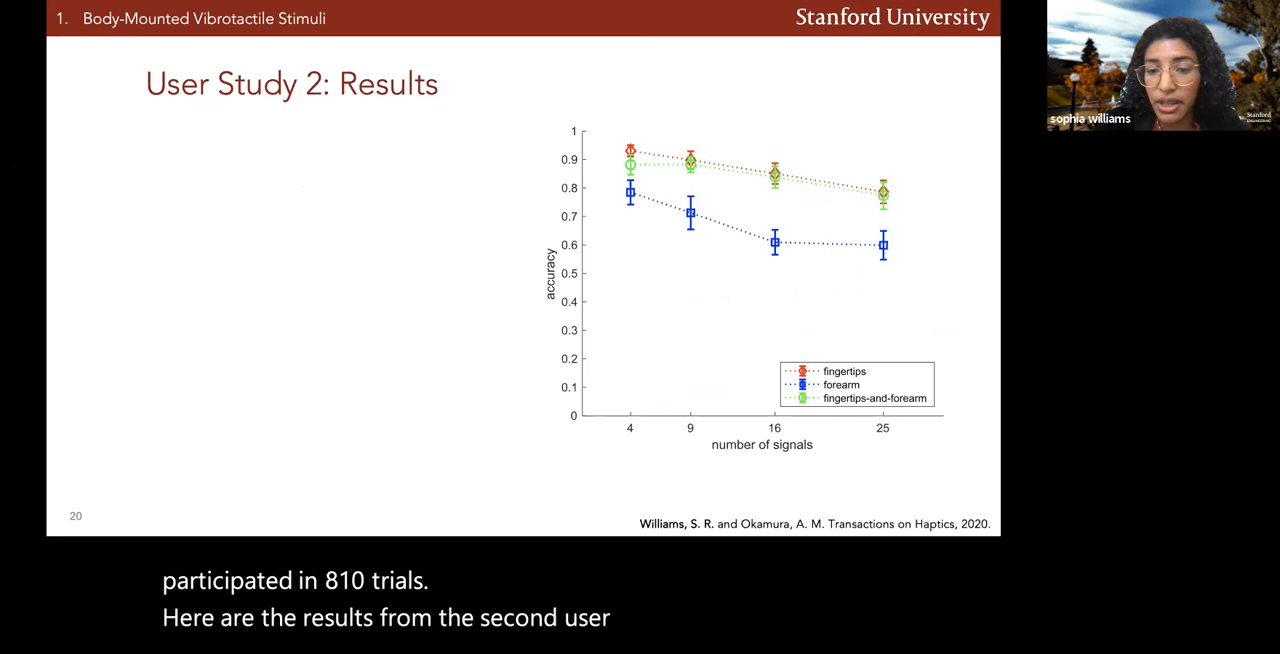 1. Body-Mounted Vibrotactile Stimuli
Stanford University
sophia williams
Stanford
ENGINEERING
User Study 2: Results
1
0.9
0.8
0.7
0.6
0.5
0.4
0.3
0.2
0.1
0
accuracy
4 9 16 25
number of signals
fingertips
forearm
fingertips-and-forearm
20
Williams, S. R. and Okamura, A. M. Transactions on Haptics, 2020.
participated in 810 trials.
Here are the results from the second user